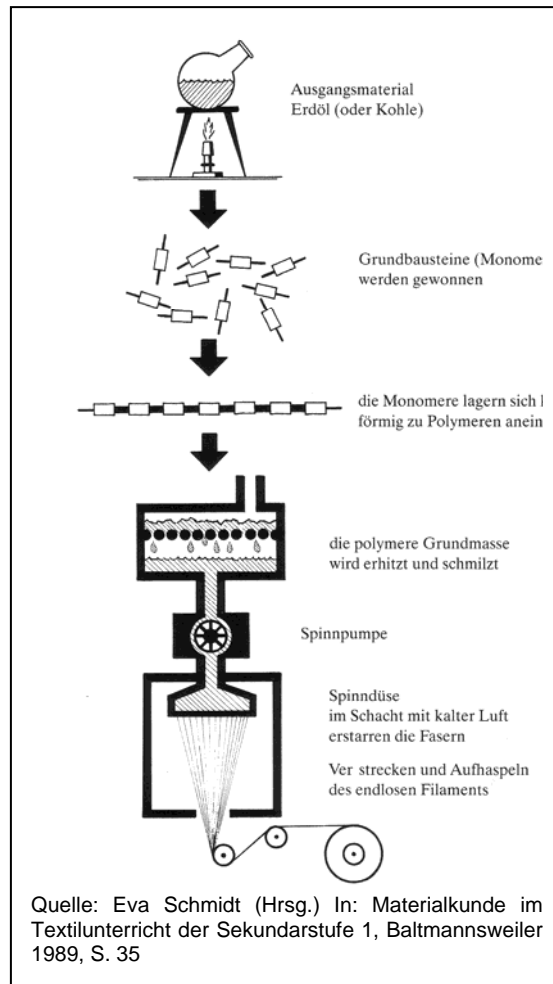 Ausgangsmaterial
Erdöl (oder Kohle)
Grundbausteine (Monome
werden gewonnen
die Monomere lagern sich
förmig zu Polymeren anein
die polymere Grundmasse
wird erhitzt und schmilzt
Spinnpumpe
Spinndüse
im Schacht mit kalter Luft
erstarren die Fasern
Ver strecken und Aufhaspeln
des endlosen Filaments
Quelle: Eva Schmidt (Hrsg.) In: Materialkunde im
Textilunterricht der Sekundarstufe 1, Baltmannsweiler
1989, S. 35